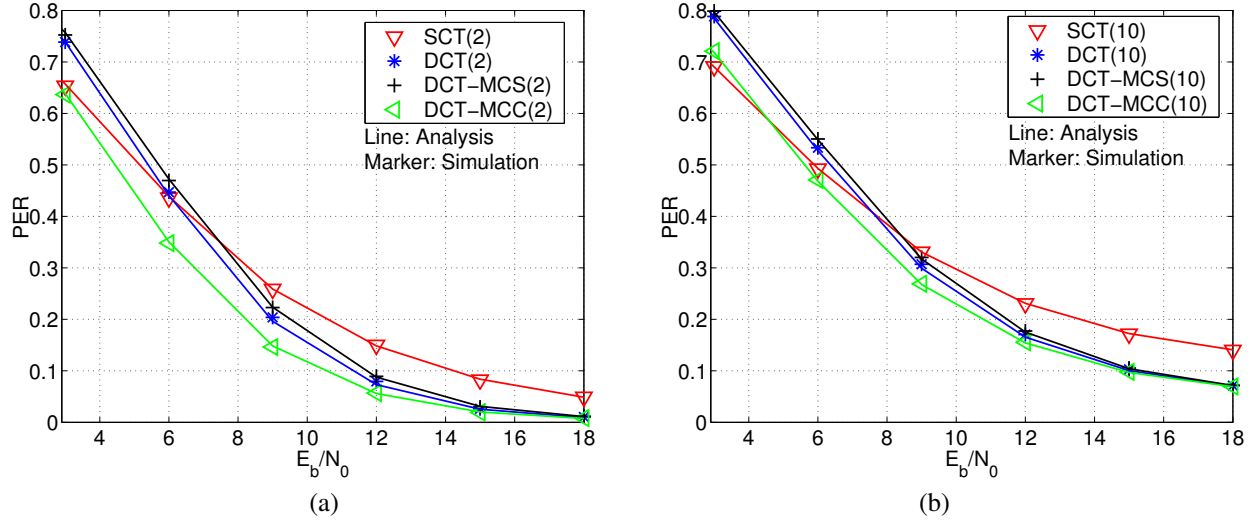 0.8
0.7
0.6
0.5
0.4
0.3
0.2
0.1
0
PER
4 6 8 10 12 14 16 18
E_b/N_0
SCT(2)
DCT(2)
DCT-MCS(2)
DCT-MCC(2)
Line: Analysis
Marker: Simulation
(a)
0.8
0.7
0.6
0.5
0.4
0.3
0.2
0.1
0
PER
4 6 8 10 12 14 16 18
E_b/N_0
SCT(10)
DCT(10)
DCT-MCS(10)
DCT-MCC(10)
Line: Analysis
Marker: Simulation
(b)